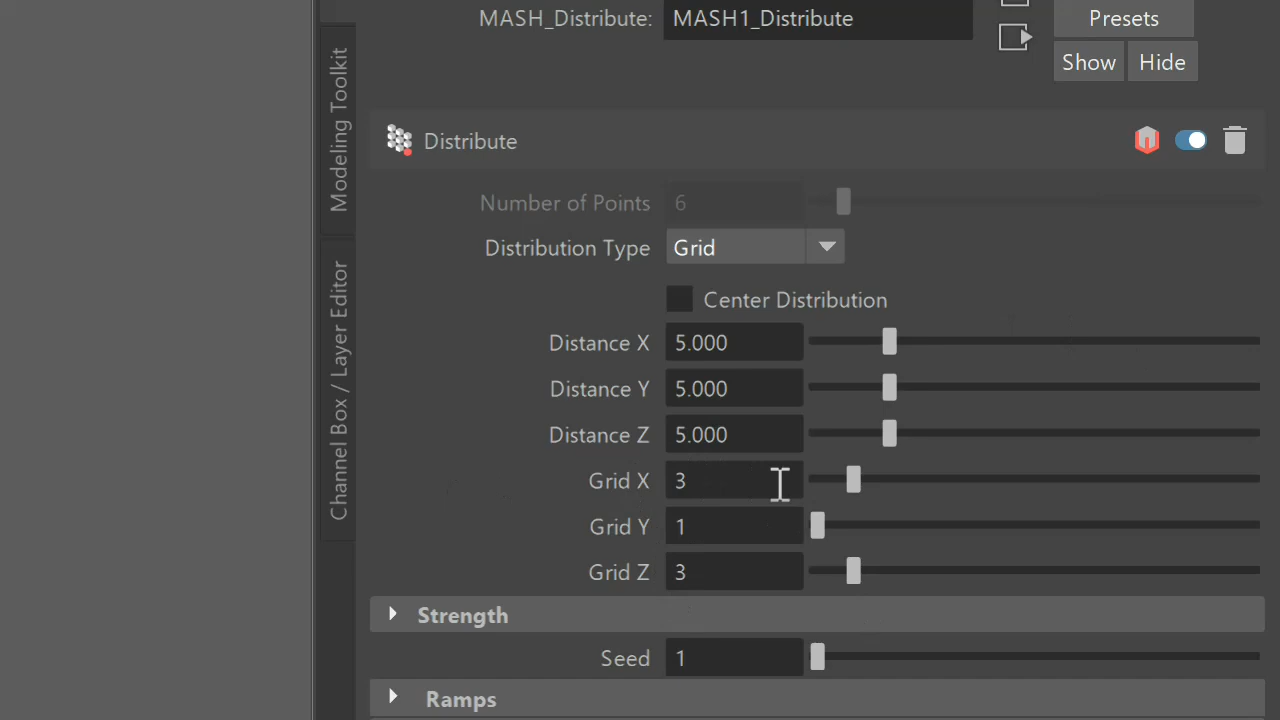 MASH_Distribute: MASH1_Distribute
Presets
Show Hide
Modeling Toolkit
Channel Box / Layer Editor
Distribute
Number of Points 6
Distribution Type Grid
Center Distribution
Distance X 5.000
Distance Y 5.000
Distance Z 5.000
Grid X 3
Grid Y 1
Grid Z 3
Strength
Seed 1
Ramps